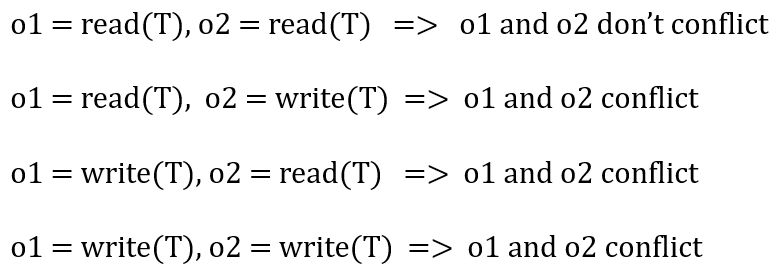 o1 = read(T), o2 = read(T) => o1 and o2 don’t conflict
o1 = read(T), o2 = write(T) => o1 and o2 conflict
o1 = write(T), o2 = read(T) => o1 and o2 conflict
o1 = write(T), o2 = write(T) => o1 and o2 conflict